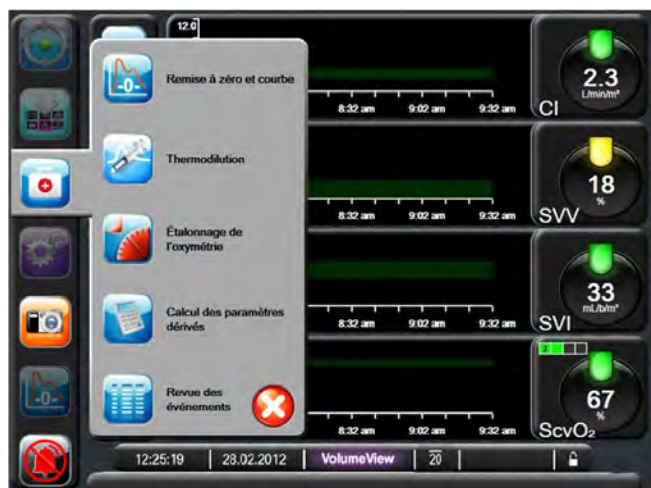 12.0
Remise à zéro et courbe
-0-
8:32 am 9:02 am 9:32 am
2.3
L/min/m²
CI
Thermodilution
8:32 am 9:02 am 9:32 am
18
%
SVV
Étalonnage de
l'oxymétrie
8:32 am 9:02 am 9:32 am
33
mL/b/m²
SVI
Calcul des paramètres
dérivés
Revue des
événements
8:32 am 9:02 am 9:32 am
67
%
ScvO₂
-0-
12:25:19 28.02.2012 VolumeView 20